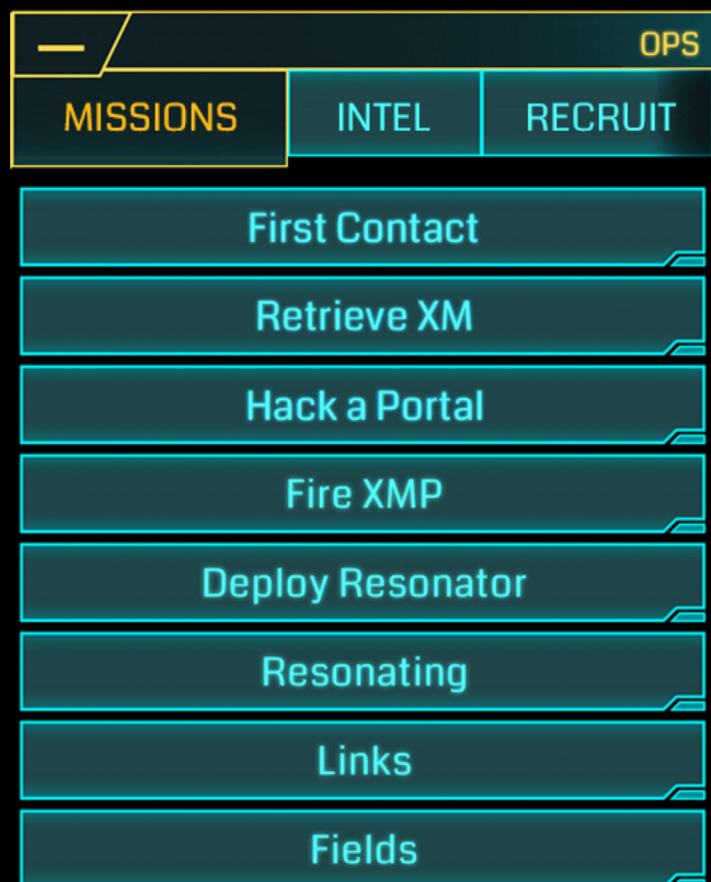 OPS
MISSIONS INTEL RECRUIT
First Contact
Retrieve XM
Hack a Portal
Fire XMP
Deploy Resonator
Resonating
Links
Fields